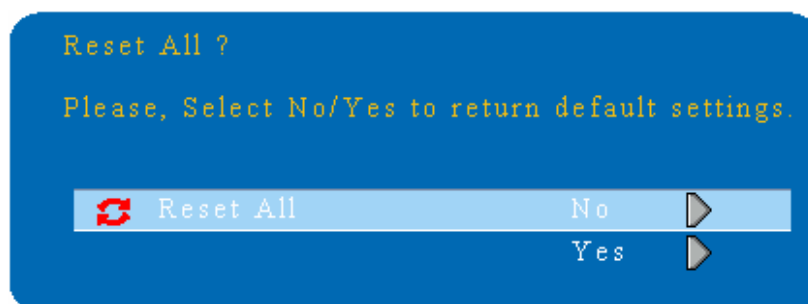 Reset All ?
Please, Select No/Yes to return default settings.
Reset All No
Yes